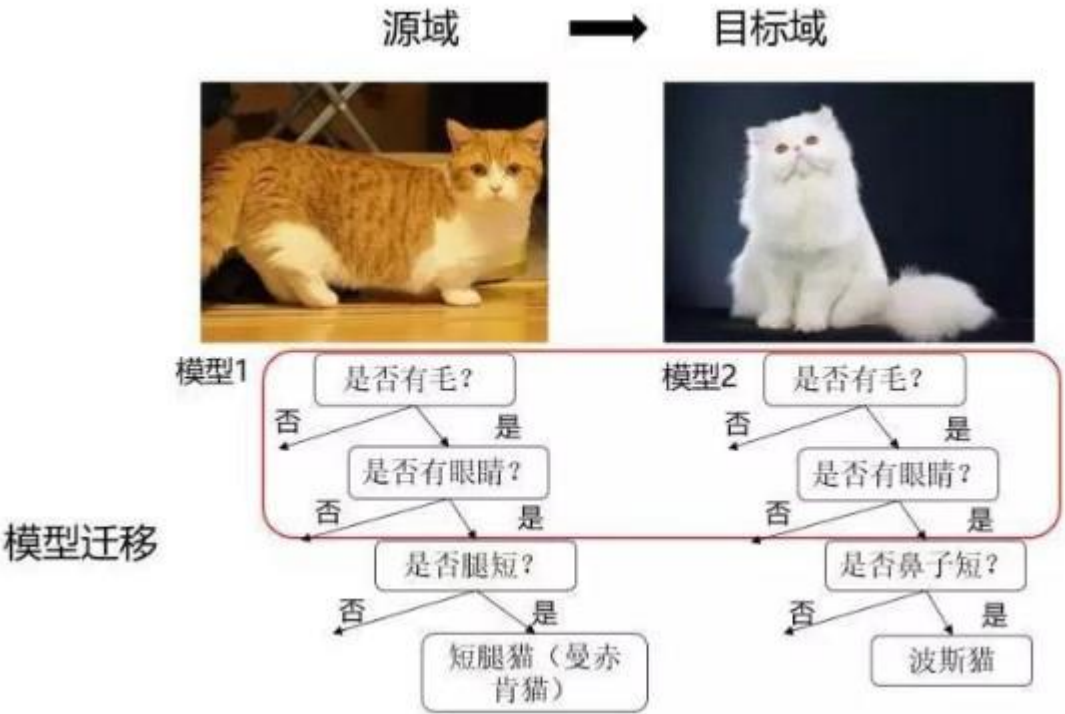 源域
目标域
模型1
是否有毛？
模型2
是否有毛？
否
是
否
是
是否有眼睛？
是否有眼睛？
否
是
否
是
模型迁移
是否腿短？
是否鼻子短？
否
是
否
是
短腿猫（曼赤
肯猫）
波斯猫